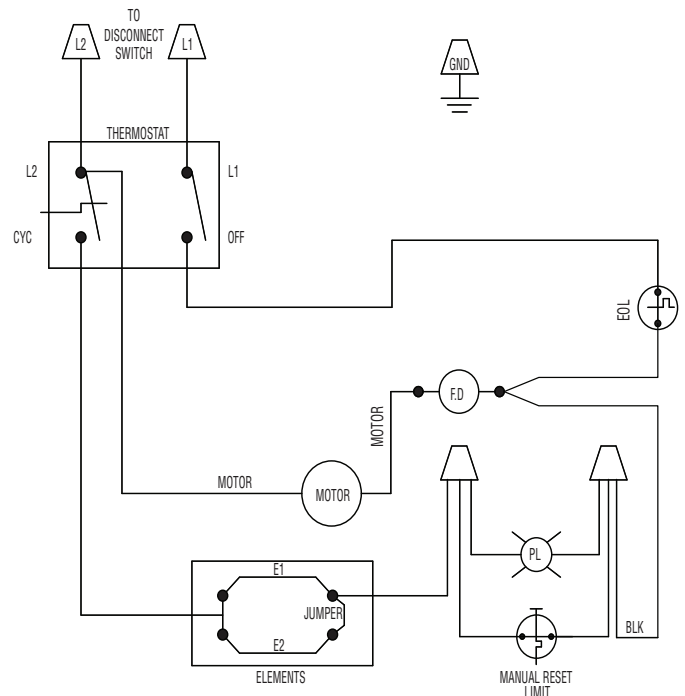 TO
DISCONNECT
SWITCH
L2
L1
GND
THERMOSTAT
L2
L1
CYC
OFF
EOL
F.D
MOTOR
MOTOR
MOTOR
PL
E1
JUMPER
E2
ELEMENTS
BLK
MANUAL RESET
LIMIT